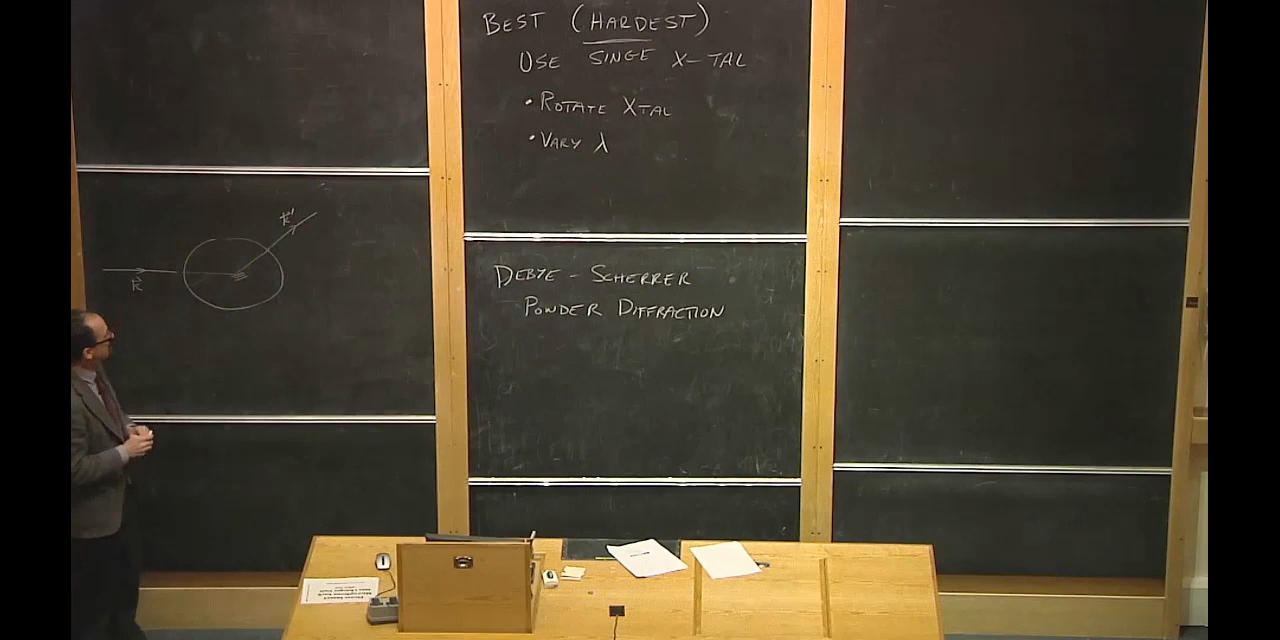 k
k'
BEST (HARDEST)
USE SINGE X-TAL
• ROTATE XTAL
• VARY λ
DEBYE - SCHERRER
POWDER DIFFRACTION